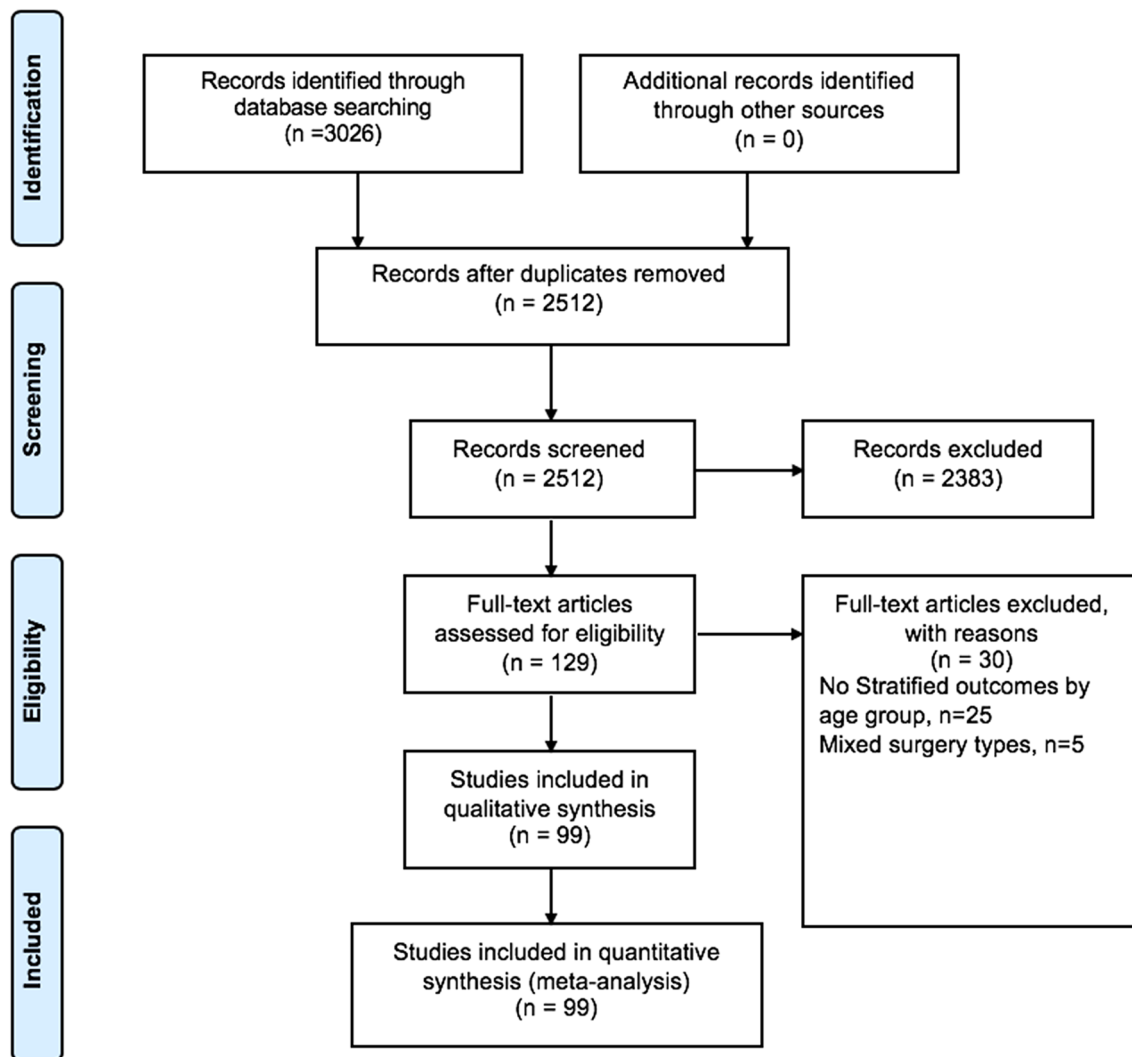 Identification
Records identified through
database searching
(n =3026)
Additional records identified
through other sources
(n = 0)
Records after duplicates removed
(n = 2512)
Screening
Records screened
(n = 2512)
Records excluded
(n = 2383)
Eligibility
Full-text articles
assessed for eligibility
(n = 129)
Full-text articles excluded,
with reasons
(n = 30)
No Stratified outcomes by
age group, n=25
Mixed surgery types, n=5
Studies included in
qualitative synthesis
(n = 99)
Included
Studies included in quantitative
synthesis (meta-analysis)
(n = 99)